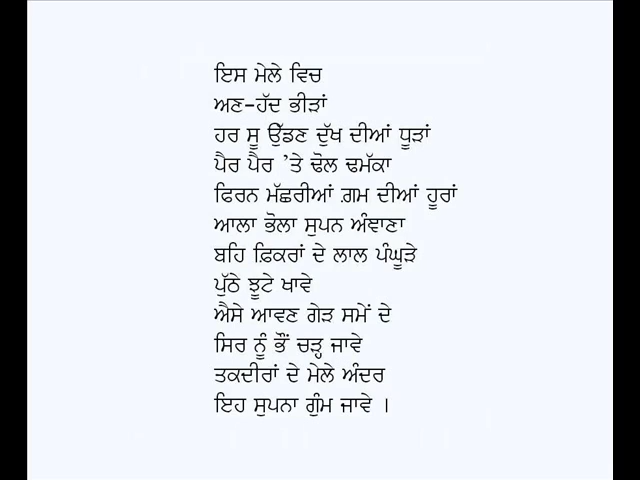 ਇਸ ਮੇਲੇ ਵਿਚ
ਅਣ-ਹੱਦ ਭੀੜਾਂ
ਹਰ ਸੂ ਉੱਡਣ ਦੁੱਖ ਦੀਆਂ ਧੂੜਾਂ
ਪੈਰ ਪੈਰ ’ਤੇ ਢੋਲ ਢਮੱਕਾ
ਫਿਰਨ ਮੱਛਰੀਆਂ ਗ਼ਮ ਦੀਆਂ ਹੂਰਾਂ
ਆਲਾ ਭੋਲਾ ਸੁਪਨ ਅੰਞਾਣਾ
ਬਹਿ ਫ਼ਿਕਰਾਂ ਦੇ ਲਾਲ ਪੰਘੂੜੇ
ਪੁੱਠੇ ਝੂਟੇ ਖਾਵੇ
ਐਸੇ ਆਵਣ ਗੇੜ ਸਮੇਂ ਦੇ
ਸਿਰ ਨੂੰ ਭੌਂ ਚੜ੍ਹ ਜਾਵੇ
ਤਕਦੀਰਾਂ ਦੇ ਮੇਲੇ ਅੰਦਰ
ਇਹ ਸੁਪਨਾ ਗੁੰਮ ਜਾਵੇ ।